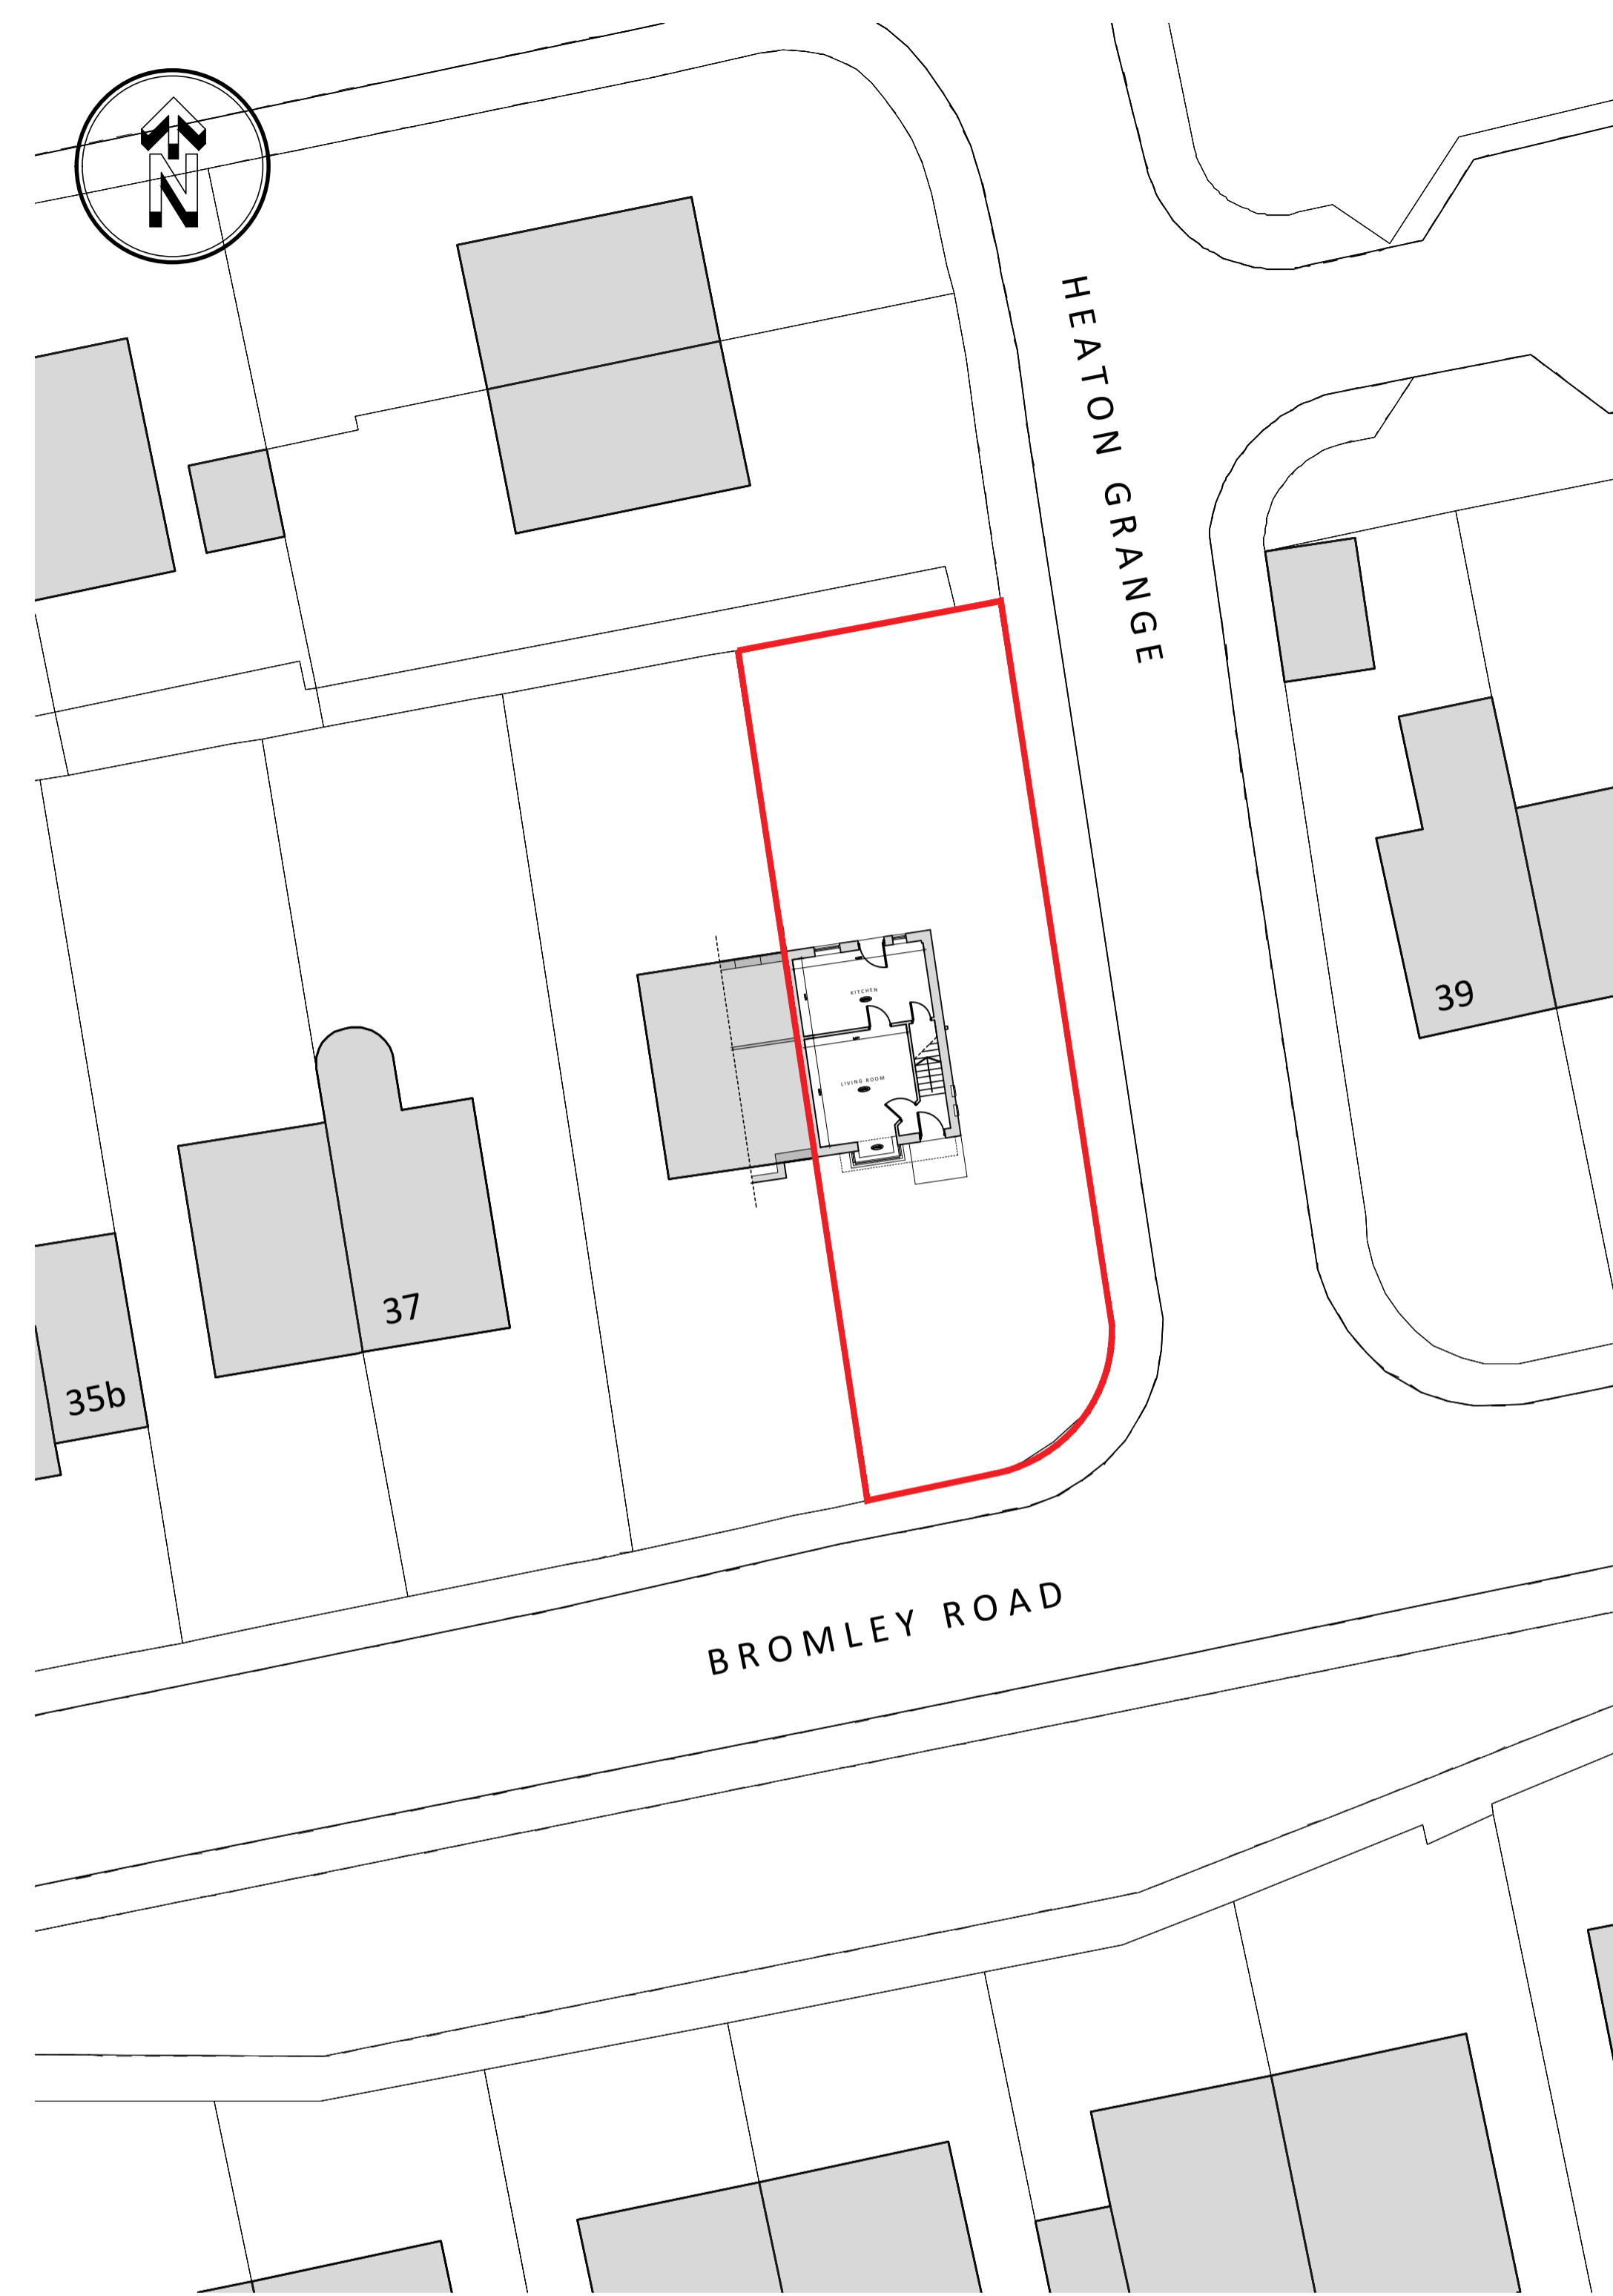 N
HEATON GRANGE
39
KITCHEN
LIVING ROOM
37
35b
BROMLEY ROAD